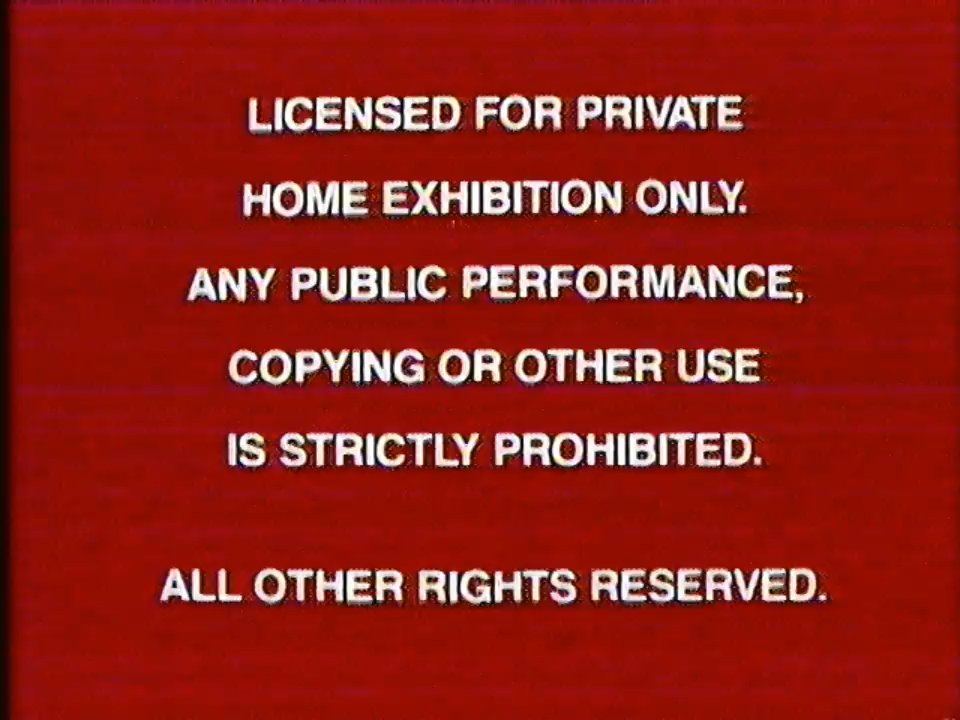 LICENSED FOR PRIVATE
HOME EXHIBITION ONLY.
ANY PUBLIC PERFORMANCE,
COPYING OR OTHER USE
IS STRICTLY PROHIBITED.
ALL OTHER RIGHTS RESERVED.